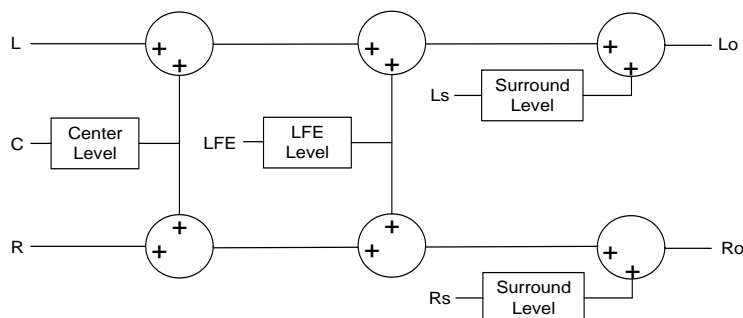 L
+
+
+
+
+
+
Lo
Ls
Surround
Level
C
Center
Level
LFE
LFE
Level
R
+
+
+
+
+
+
Ro
Rs
Surround
Level